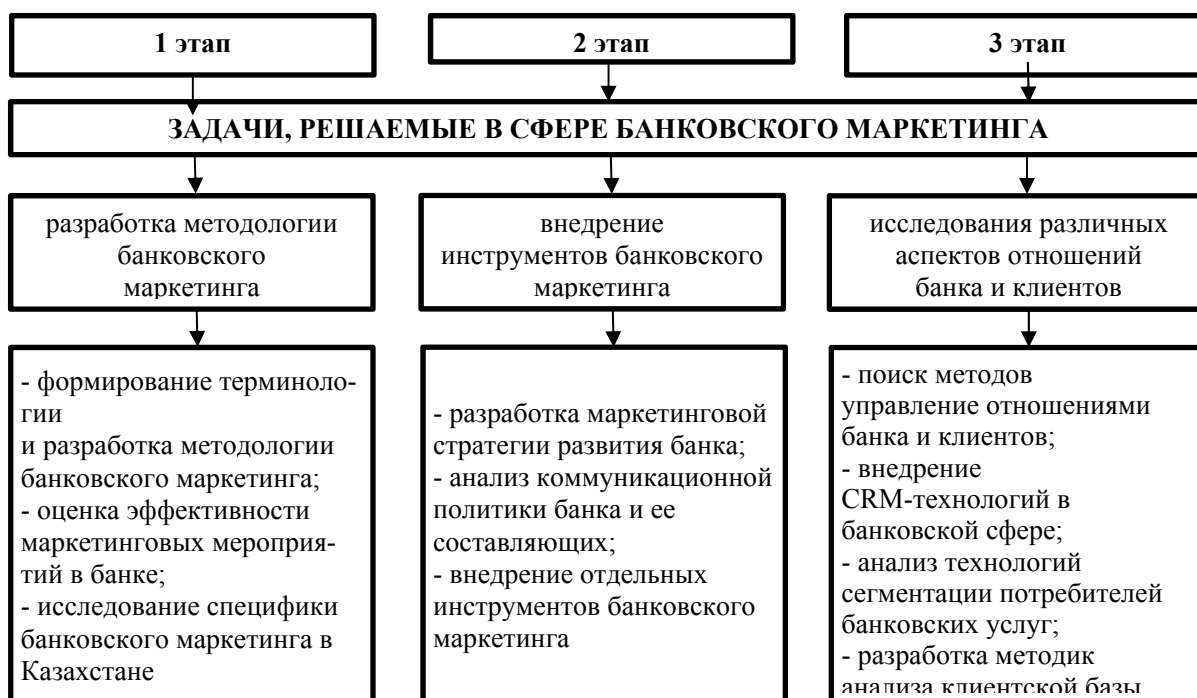 1 этап
2 этап
3 этап
ЗАДАЧИ, РЕШАЕМЫЕ В СФЕРЕ БАНКОВСКОГО МАРКЕТИНГА
разработка методологии
банковского
маркетинга
внедрение
инструментов банковского
маркетинга
исследования различных
аспектов отношений
банка и клиентов
- формирование терминоло-
гии
и разработка методологии
банковского маркетинга;
- оценка эффективности
маркетинговых мероприя-
тий в банке;
- исследование специфики
банковского маркетинга в
Казахстане
- разработка маркетинговой
стратегии развития банка;
- анализ коммуникационной
политики банка и ее
составляющих;
- внедрение отдельных
инструментов банковского
маркетинга
- поиск методов
управление отношениями
банка и клиентов;
- внедрение
CRM-технологий в
банковской сфере;
- анализ технологий
сегментации потребителей
банковских услуг;
- разработка методик
анализа клиентской базы